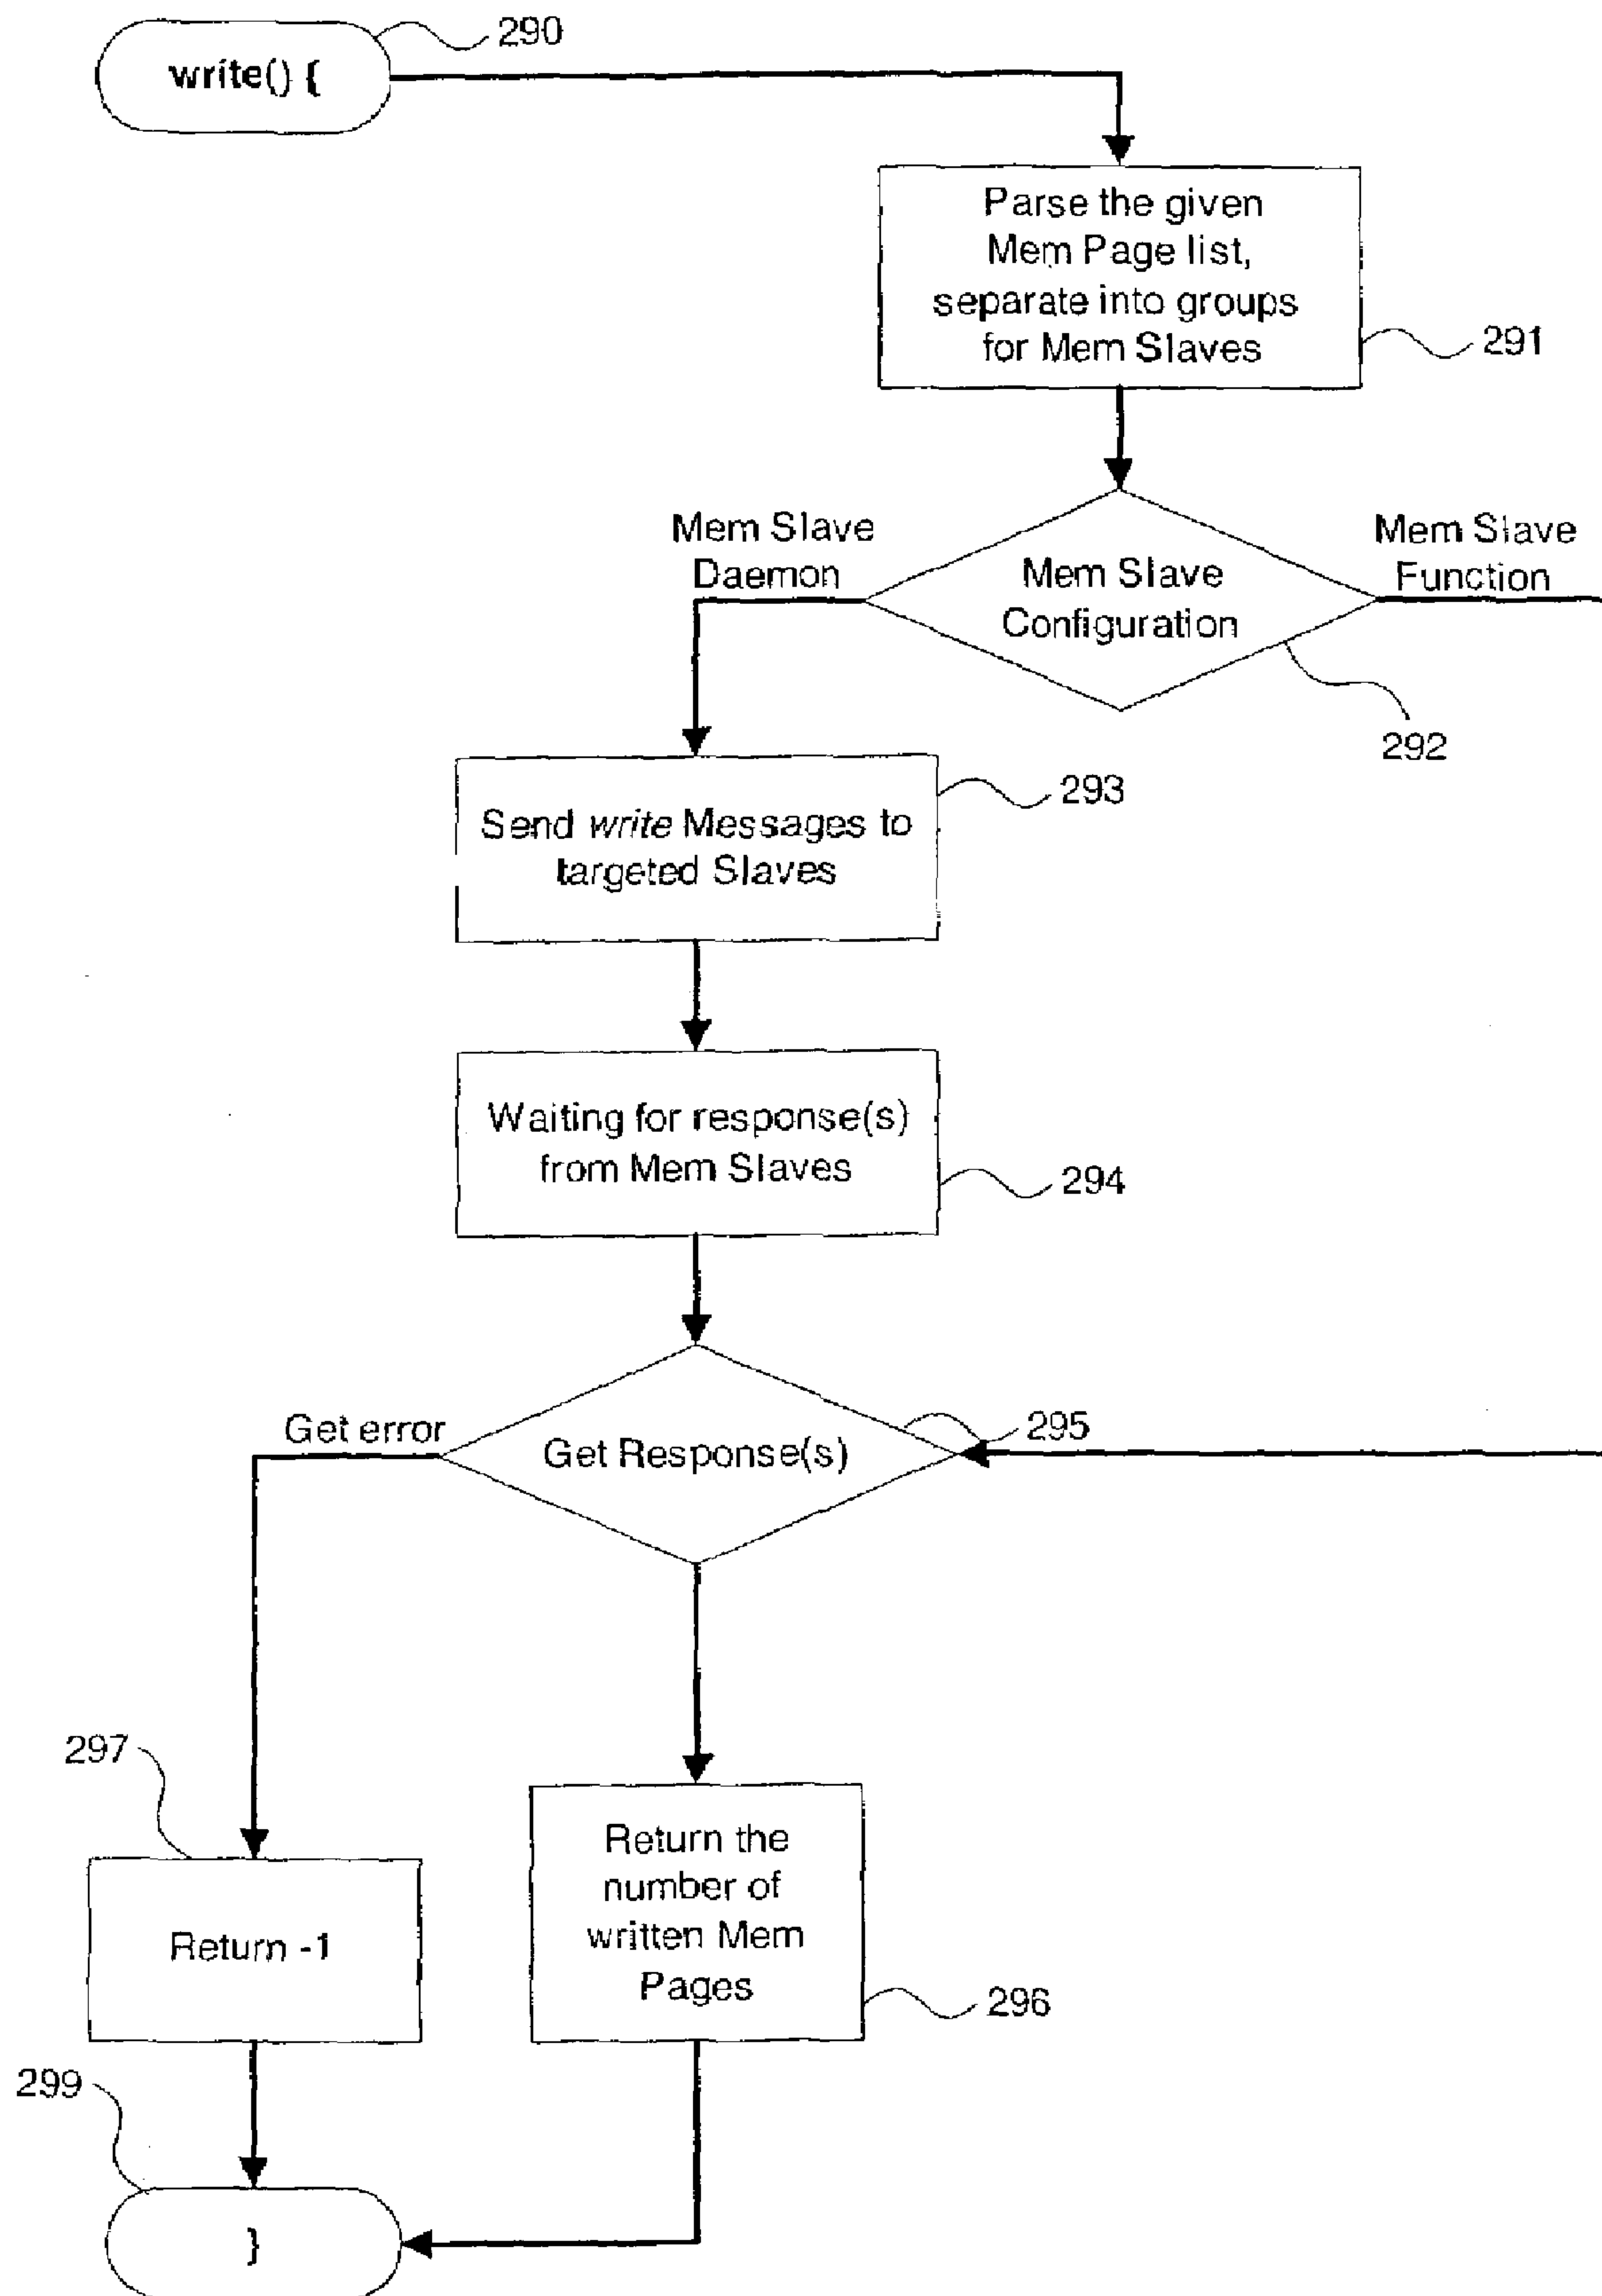 290
write() {
Parse the given
Mem Page list,
separate into groups
for Mem Slaves
291
Mem Slave
Daemon
Mem Slave
Configuration
Mem Slave
Function
292
293
Send write Messages to
targeted Slaves
Waiting for response(s)
from Mem Slaves
294
Get error
Get Response(s)
295
297
Return -1
Return the
number of
written Mem
Pages
296
299
}